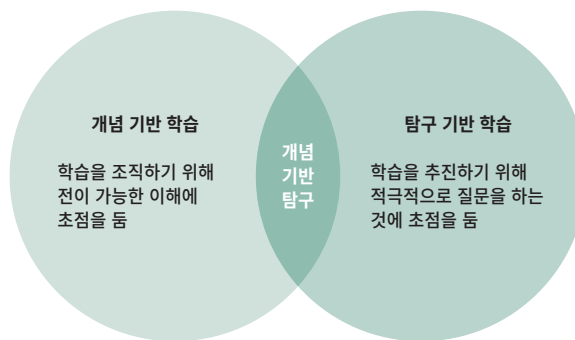 개념 기반 학습
학습을 조직하기 위해
전이 가능한 이해에
초점을 둠
개념
기반
탐구
탐구 기반 학습
학습을 추진하기 위해
적극적으로 질문을 하는
것에 초점을 둠